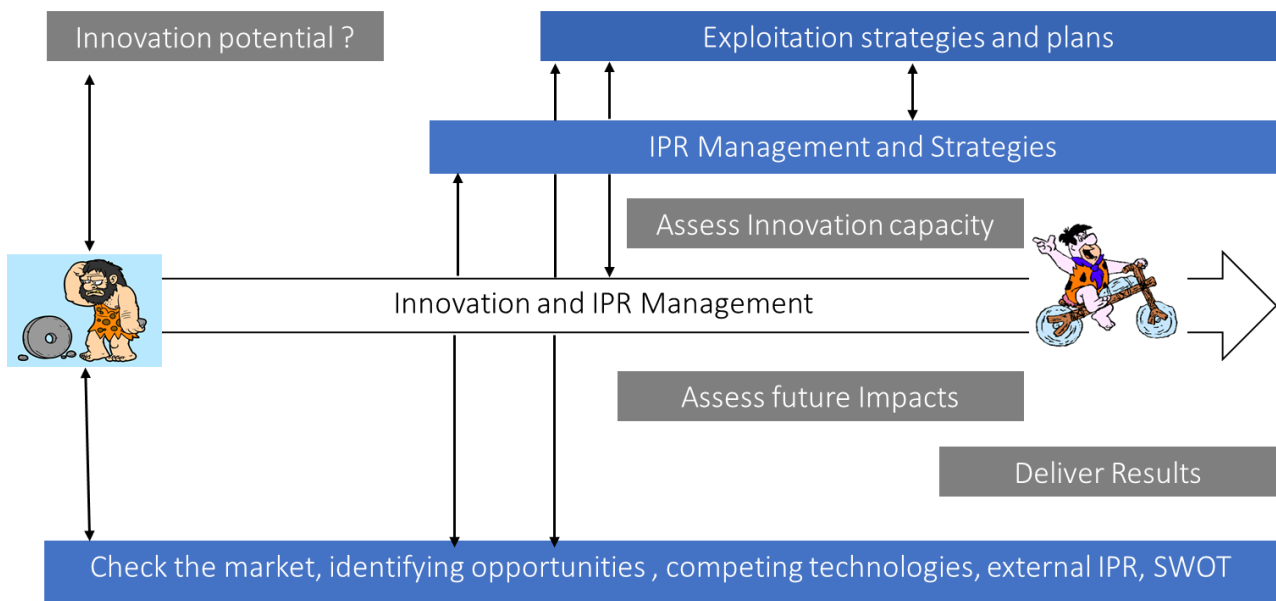 Innovation potential ?
Exploitation strategies and plans
IPR Management and Strategies
Assess Innovation capacity
Innovation and IPR Management
Assess future Impacts
Deliver Results
Check the market, identifying opportunities , competing technologies, external IPR, SWOT